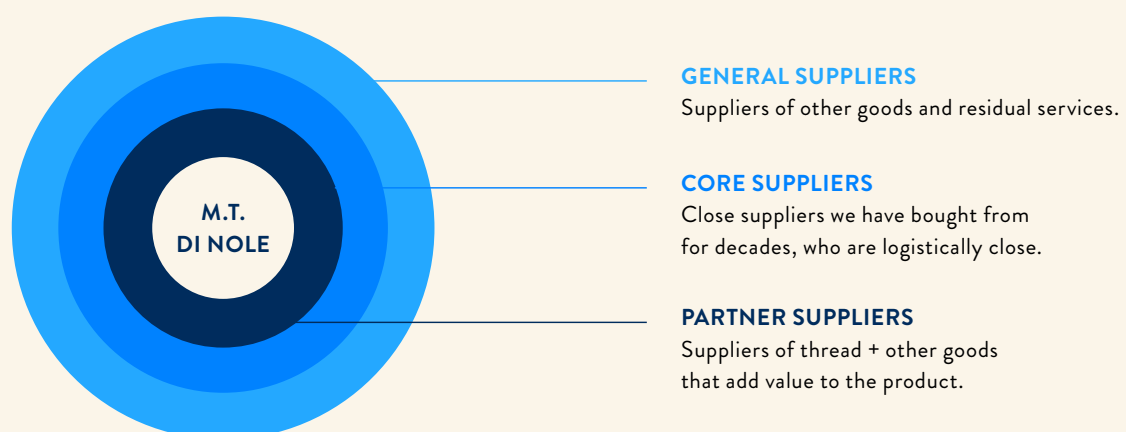 M.T.
DI NOLE
GENERAL SUPPLIERS
Suppliers of other goods and residual services.
CORE SUPPLIERS
Close suppliers we have bought from
for decades, who are logistically close.
PARTNER SUPPLIERS
Suppliers of thread + other goods
that add value to the product.